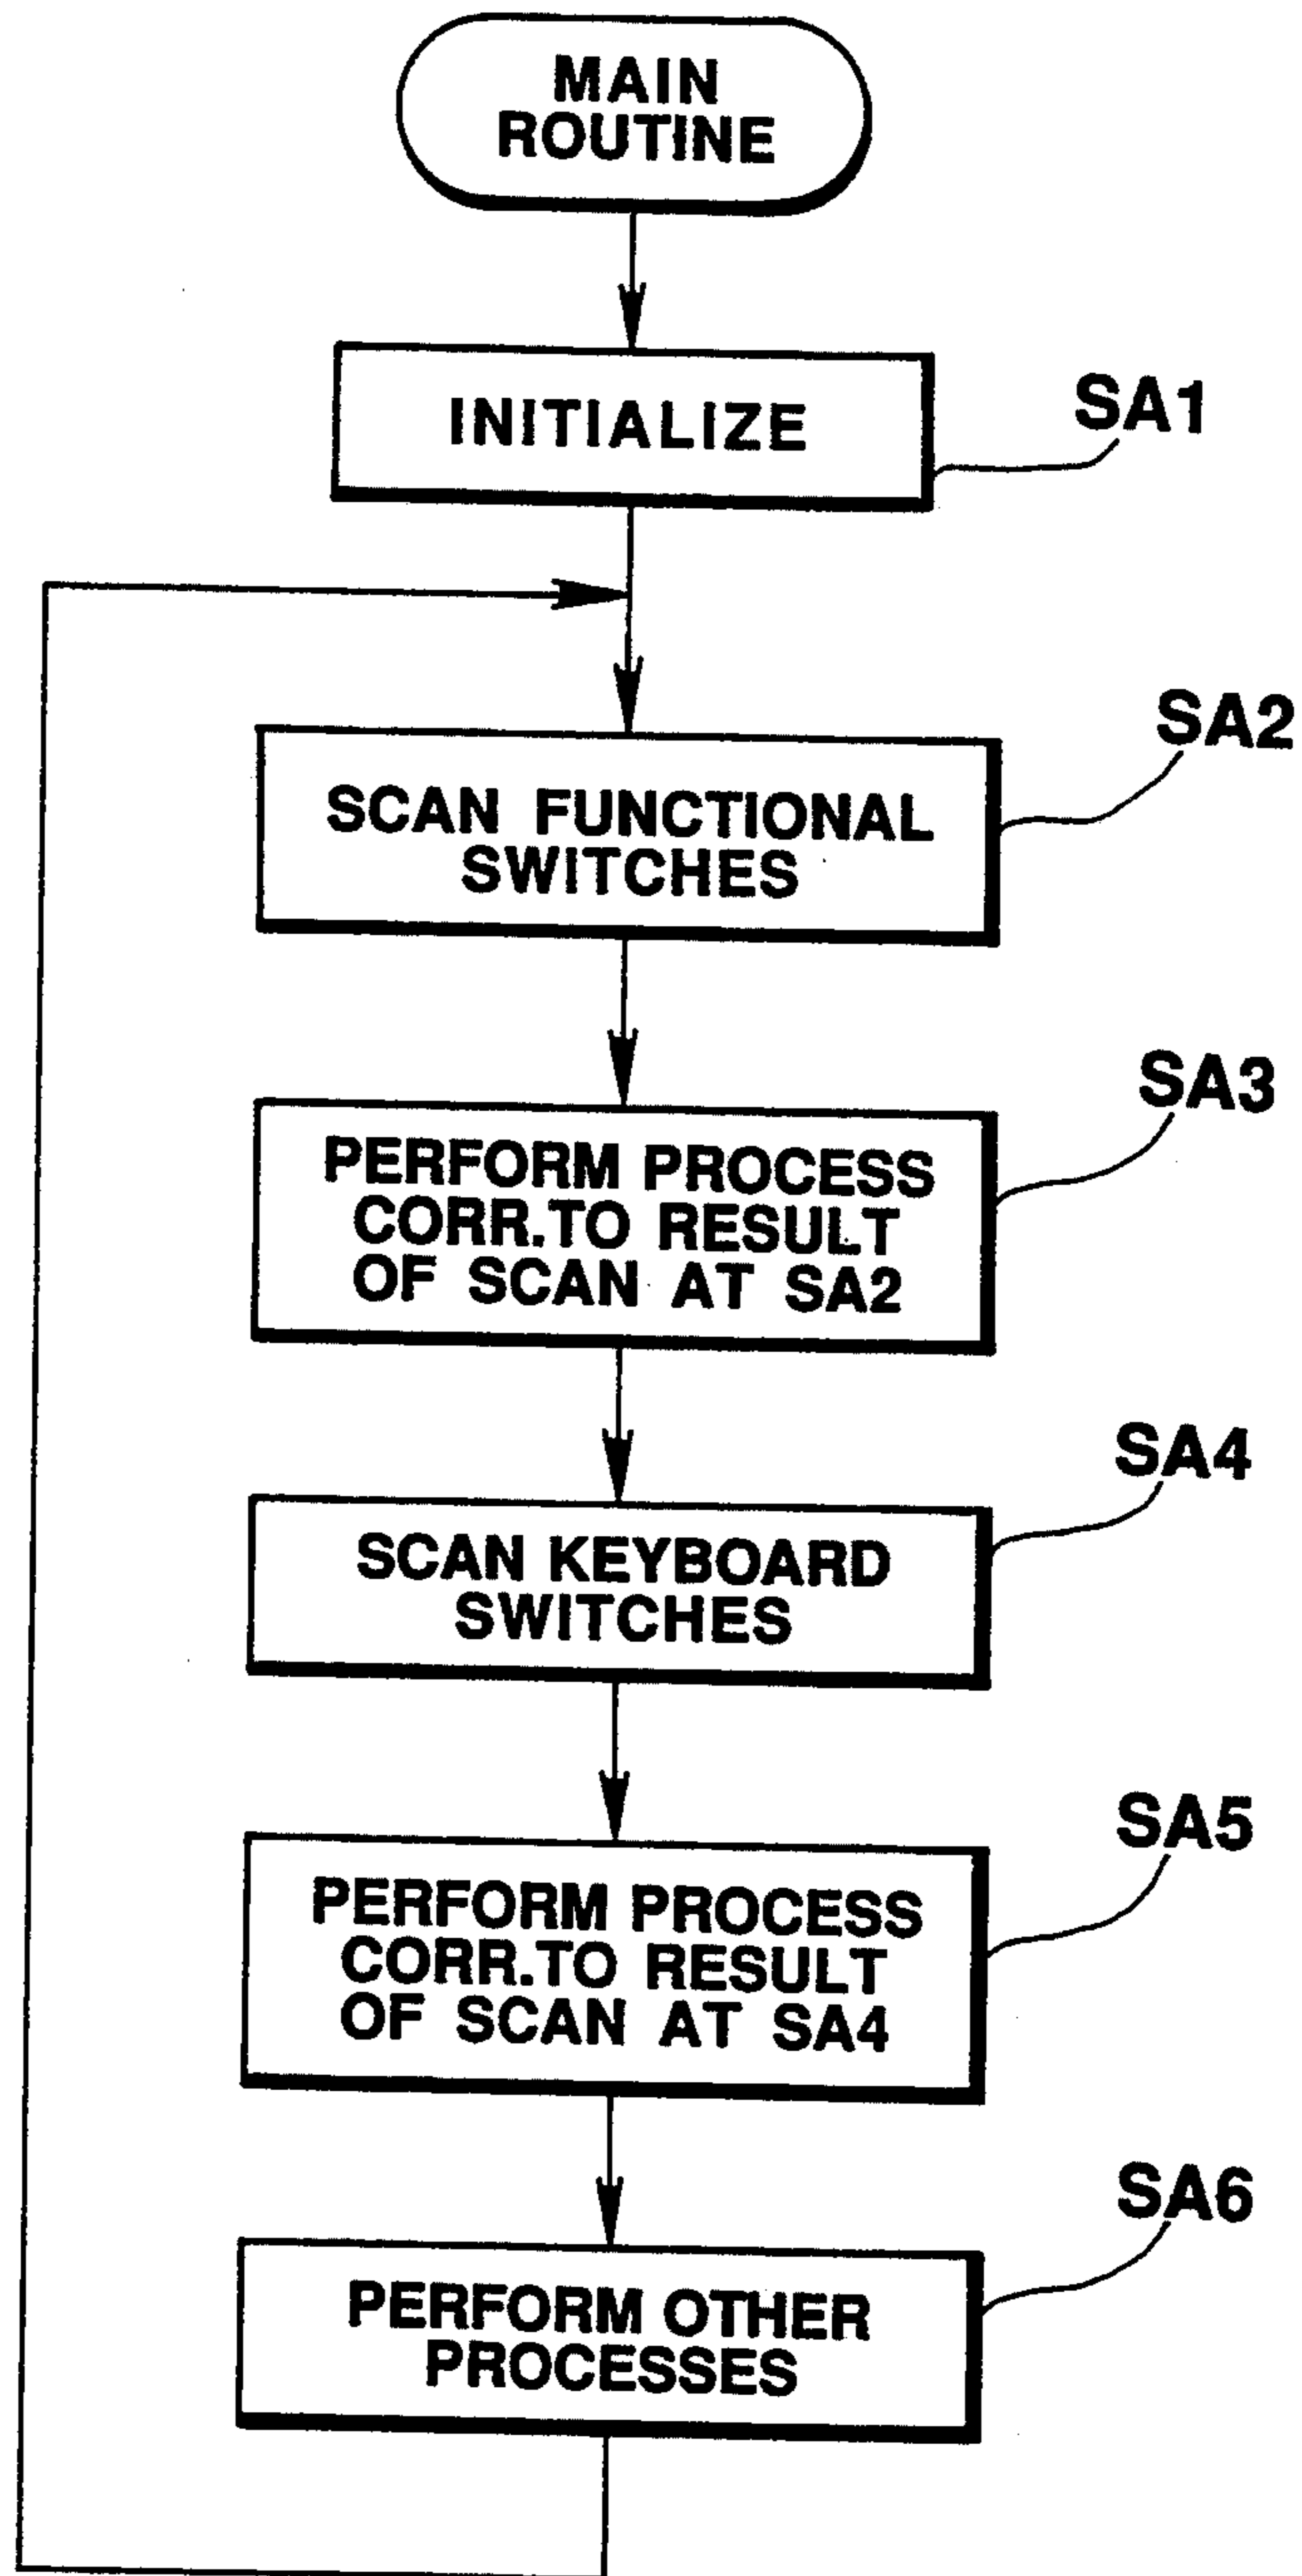 MAIN
ROUTINE
INITIALIZE
SA1
SA2
SCAN FUNCTIONAL
SWITCHES
SA3
PERFORM PROCESS
CORR.TO RESULT
OF SCAN AT SA2
SA4
SCAN KEYBOARD
SWITCHES
SA5
PERFORM PROCESS
CORR.TO RESULT
OF SCAN AT SA4
SA6
PERFORM OTHER
PROCESSES